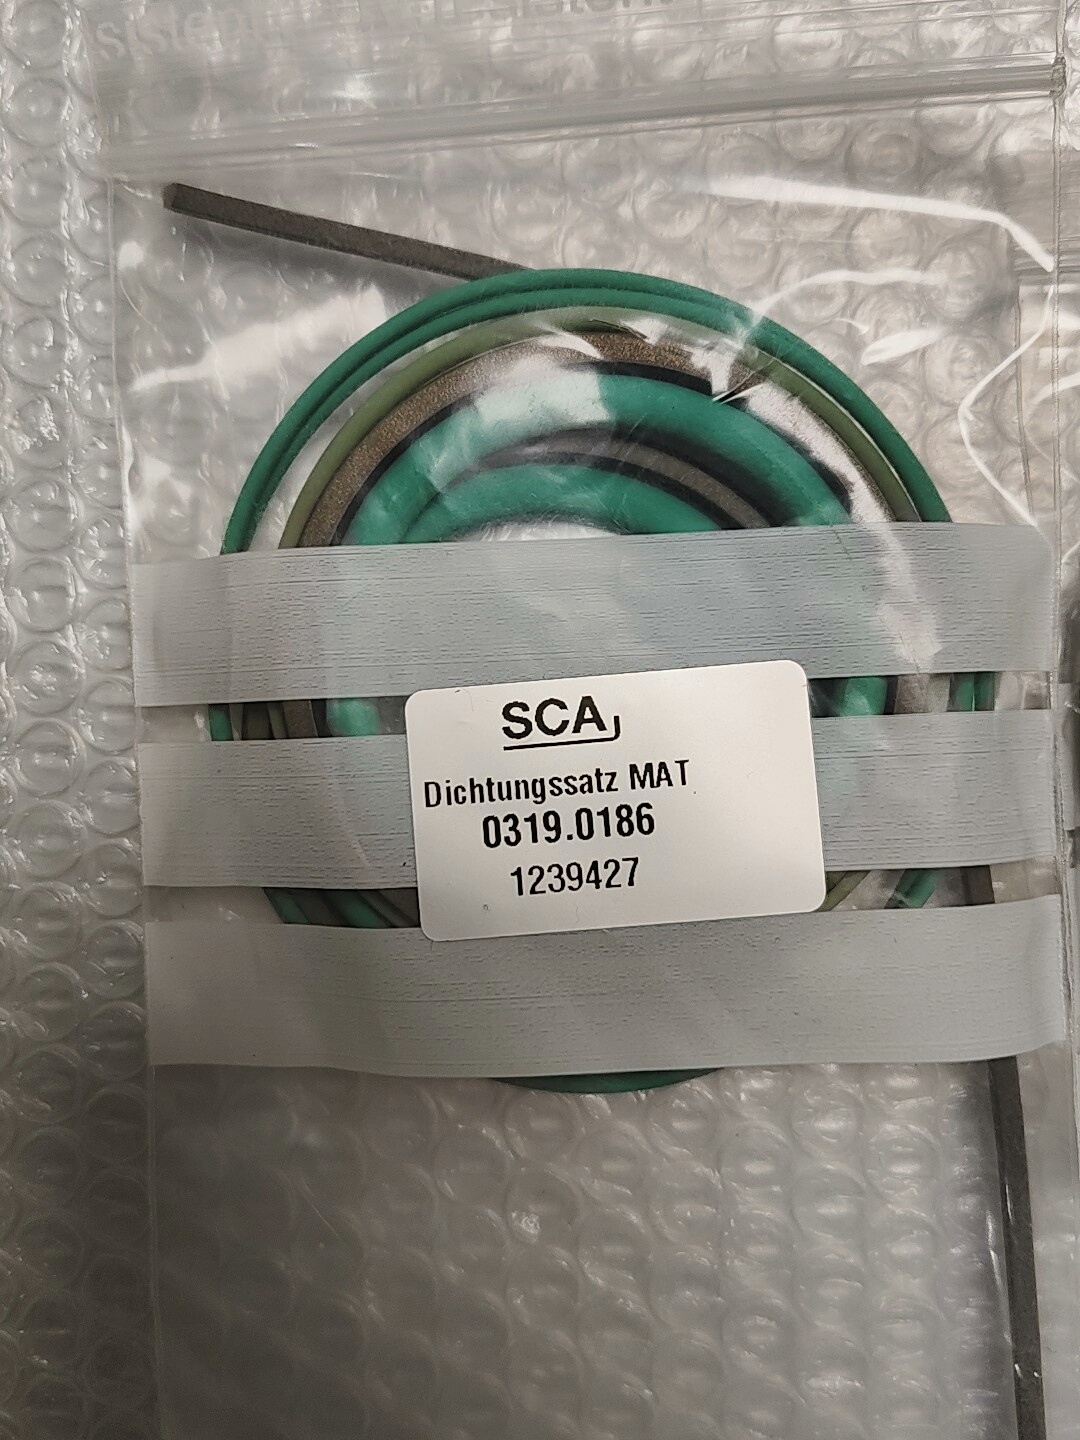 SCA
Dichtungssatz MAT
0319.0186
1239427